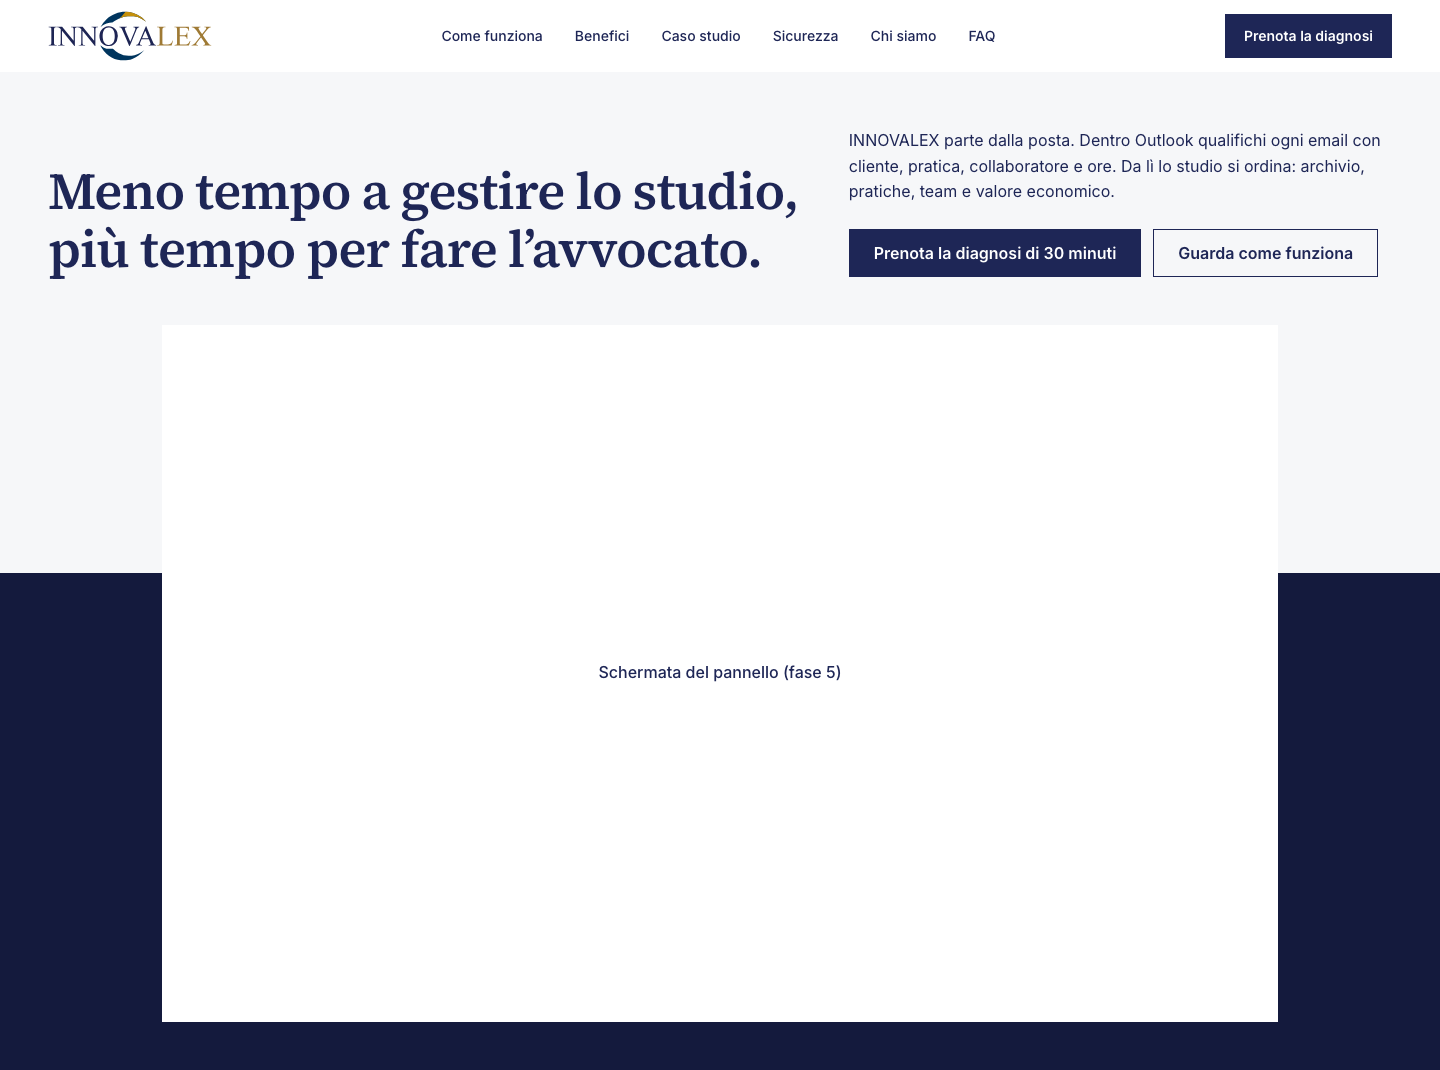 INNOVALEX
Come funziona
Benefici
Caso studio
Sicurezza
Chi siamo
FAQ
Prenota la diagnosi
Meno tempo a gestire lo studio,
più tempo per fare l’avvocato.
INNOVALEX parte dalla posta. Dentro Outlook qualifichi ogni email con
cliente, pratica, collaboratore e ore. Da lì lo studio si ordina: archivio,
pratiche, team e valore economico.
Prenota la diagnosi di 30 minuti
Guarda come funziona
Schermata del pannello (fase 5)